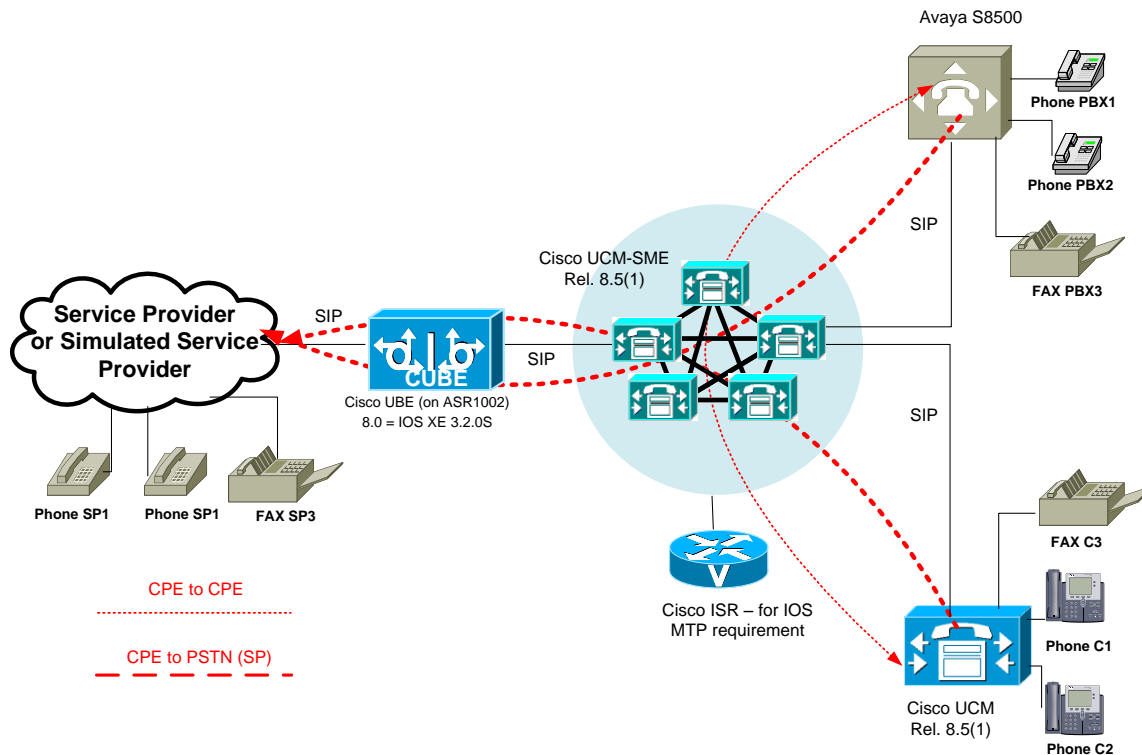 Avaya S8500
Phone PBX1
Phone PBX2
SIP
FAX PBX3
Cisco UCM-SME
Rel. 8.5(1)
Service Provider
or Simulated Service
Provider
SIP
CUBE
SIP
Cisco UBE (on ASR1002)
8.0 = IOS XE 3.2.0S
SIP
Phone SP1
Phone SP1
FAX SP3
FAX C3
V
Cisco ISR – for IOS
MTP requirement
CPE to CPE
CPE to PSTN (SP)
Phone C1
Cisco UCM
Rel. 8.5(1)
Phone C2